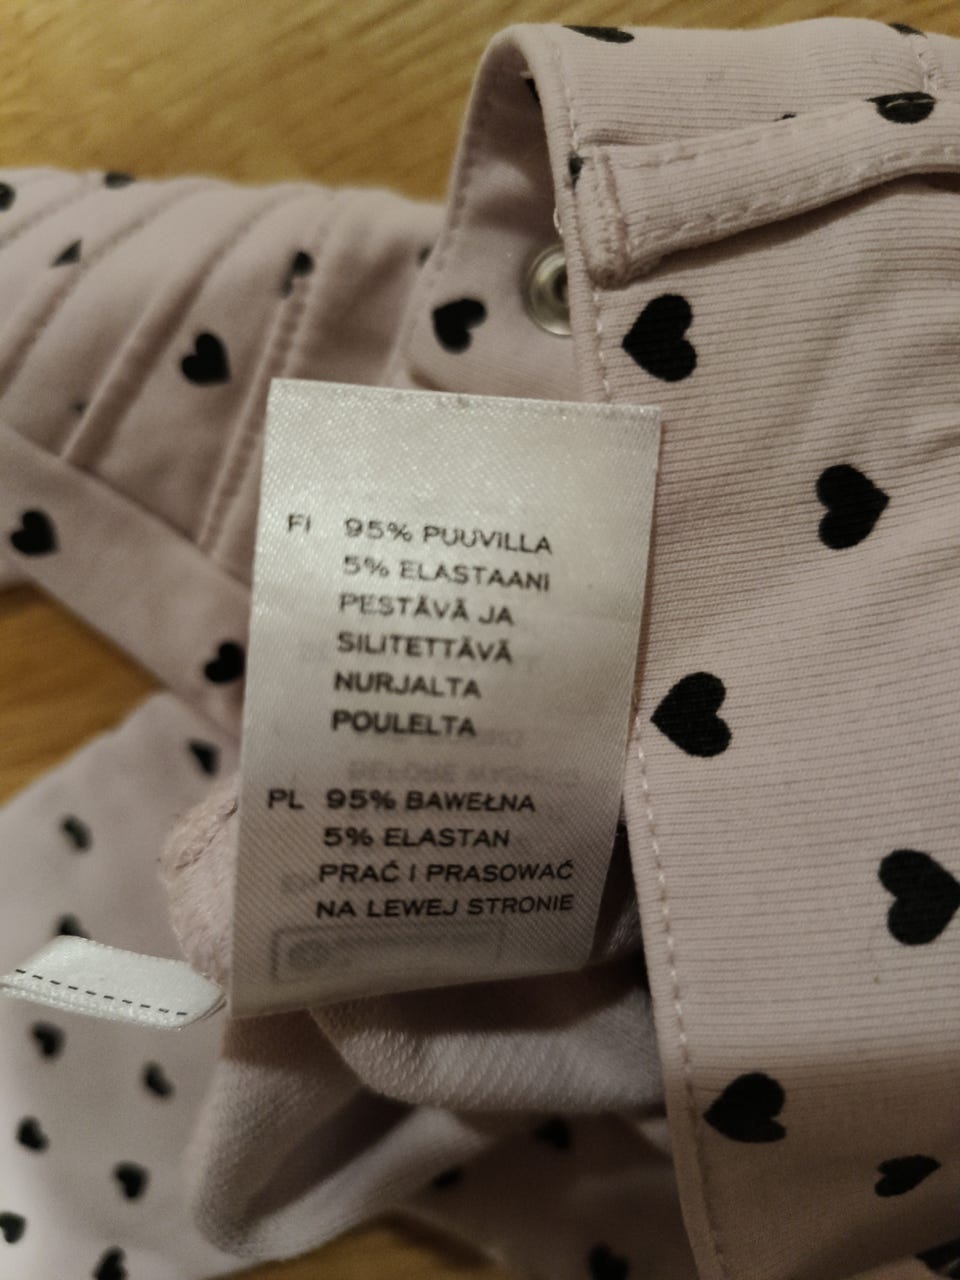 FI 95% PUUVILLA
5% ELASTAANI
PESTÄVÄ JA
SILITETTÄVÄ
NURJALTA
POULELTA
PL 95% BAWEŁNA
5% ELASTAN
PRAĆ I PRASOWAĆ
NA LEWEJ STRONIE